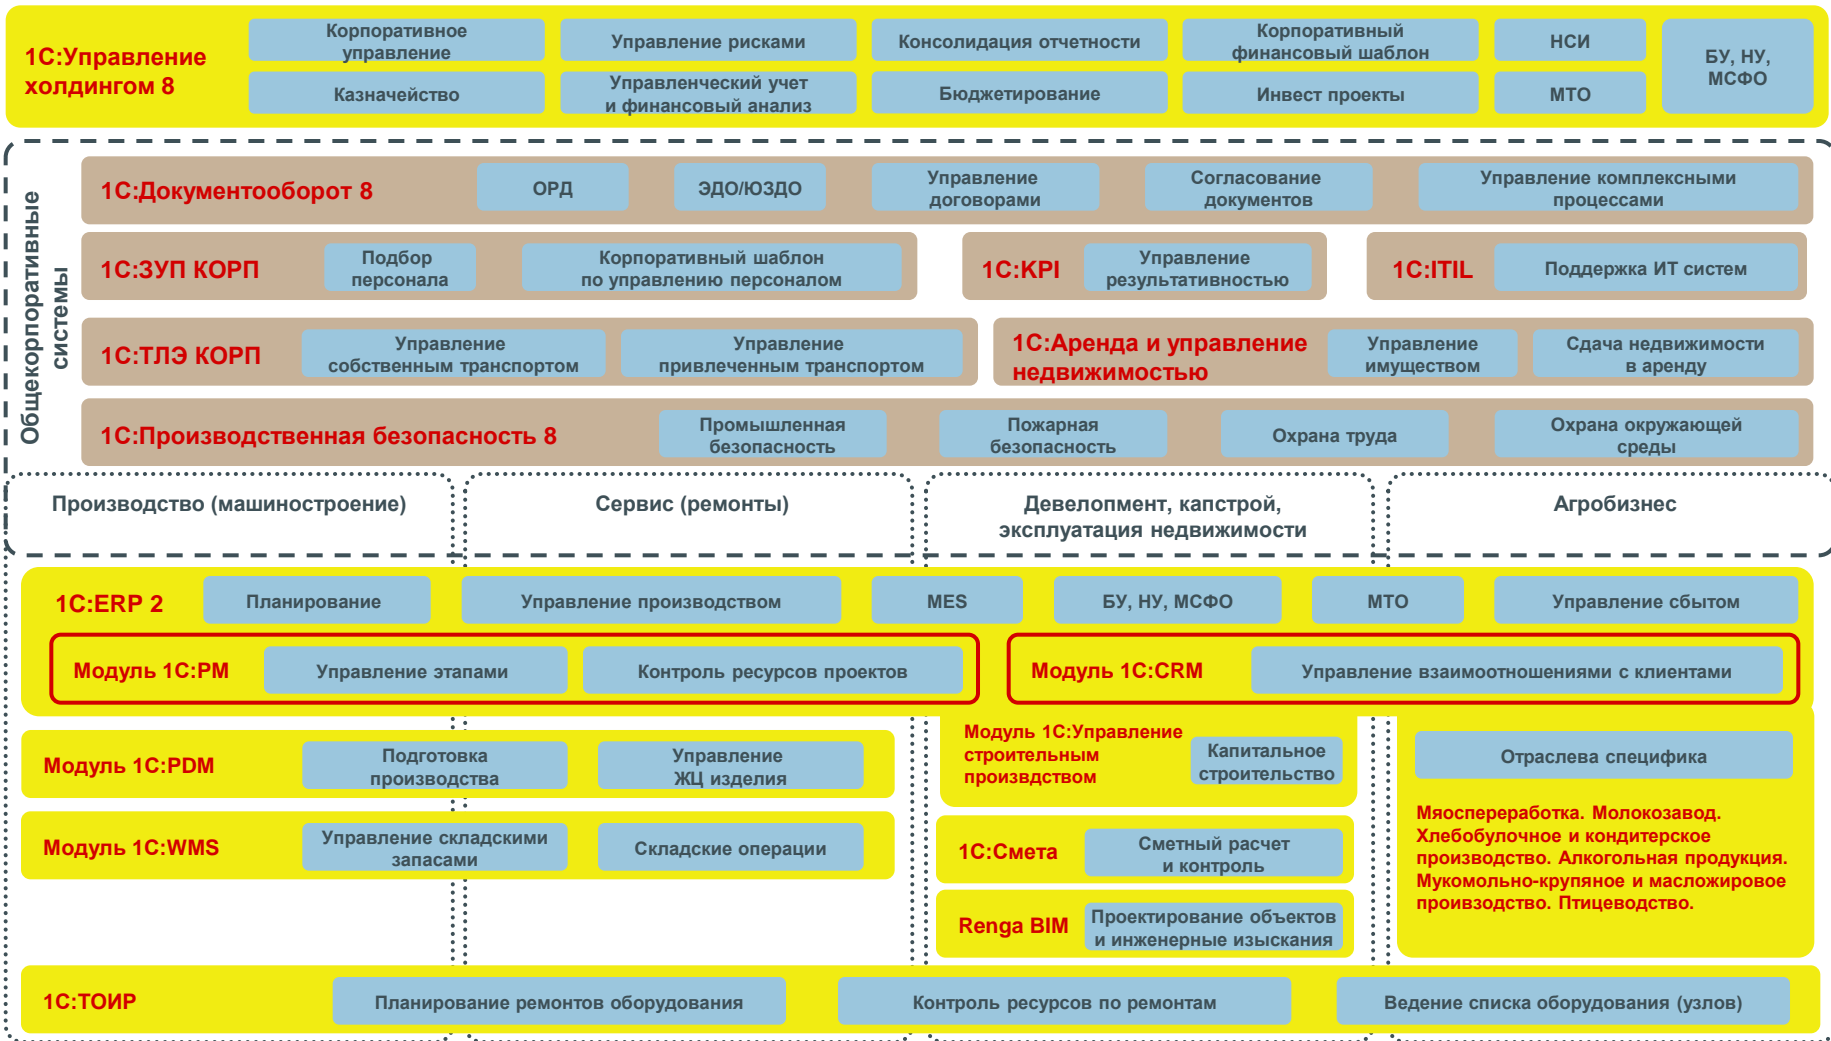 1С:Управление
холдингом 8
Корпоративное
управление
Управление рисками
Консолидация отчетности
Корпоративный
финансовый шаблон
НСИ
БУ, НУ,
МСФО
Казначейство
Управленческий учет
и финансовый анализ
Бюджетирование
Инвест проекты
МТО
Общекорпоративные
системы
1С:Документооборот 8
ОРД
ЭДО/ЮЗДО
Управление
договорами
Согласование
документов
Управление комплексными
процессами
1С:ЗУП КОРП
Подбор
персонала
Корпоративный шаблон
по управлению персоналом
1С:KPI
Управление
результативностью
1С:ITIL
Поддержка ИТ систем
1С:ТЛЭ КОРП
Управление
собственным транспортом
Управление
привлеченным транспортом
1С:Аренда и управление
недвижимостью
Управление
имуществом
Сдача недвижимости
в аренду
1С:Производственная безопасность 8
Промышленная
безопасность
Пожарная
безопасность
Охрана труда
Охрана окружающей
среды
Производство (машиностроение)
Сервис (ремонты)
Девелопмент, капстрой,
эксплуатация недвижимости
Агробизнес
1С:ERP 2
Планирование
Управление производством
MES
БУ, НУ, МСФО
МТО
Управление сбытом
Модуль 1С:PM
Управление этапами
Контроль ресурсов проектов
Модуль 1С:CRM
Управление взаимоотношениями с клиентами
Модуль 1С:PDM
Подготовка
производства
Управление
ЖЦ изделия
Модуль 1С:Управление
строительным
произвдством
Капитальное
строительство
Отраслева специфика
Модуль 1С:WMS
Управление складскими
запасами
Складские операции
1С:Смета
Сметный расчет
и контроль
Renga BIM
Проектирование объектов
и инженерные изыскания
Мяоспереработка. Молокозавод.
Хлебобулочное и кондитерское
производство. Алкогольная продукция.
Мукомольно-крупяное и масложировое
проивзодство. Птицеводство.
1С:ТОИР
Планирование ремонтов оборудования
Контроль ресурсов по ремонтам
Ведение списка оборудования (узлов)